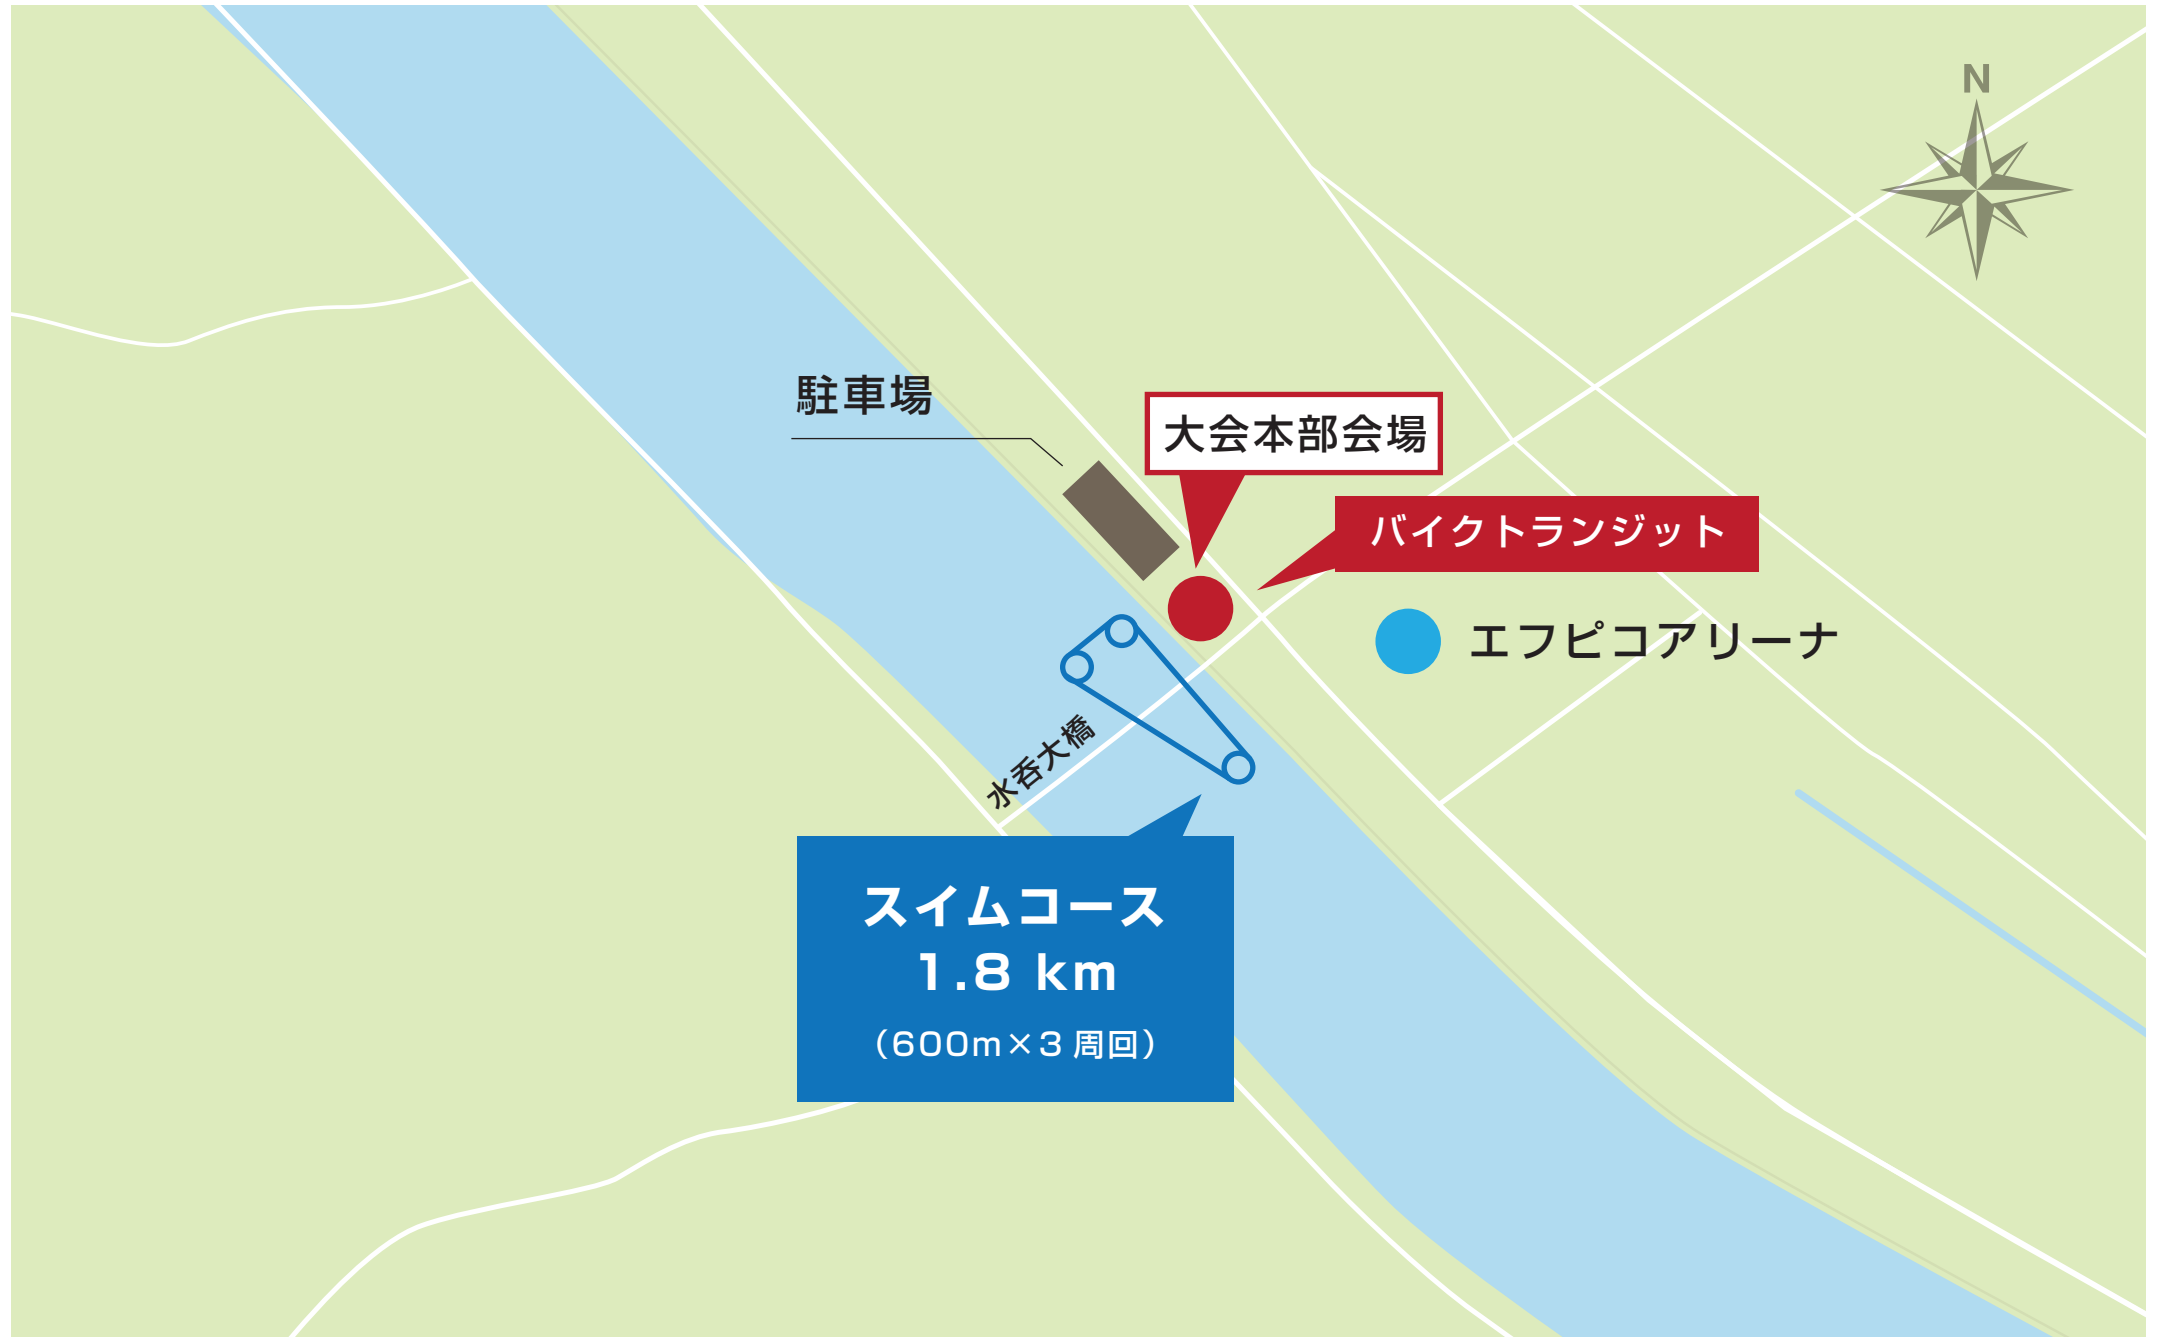 N
駐車場
大会本部会場
バイクトランジット
エフピコアリーナ
水呑大橋
スイムコース
1.8 km
（600m×3 周回）